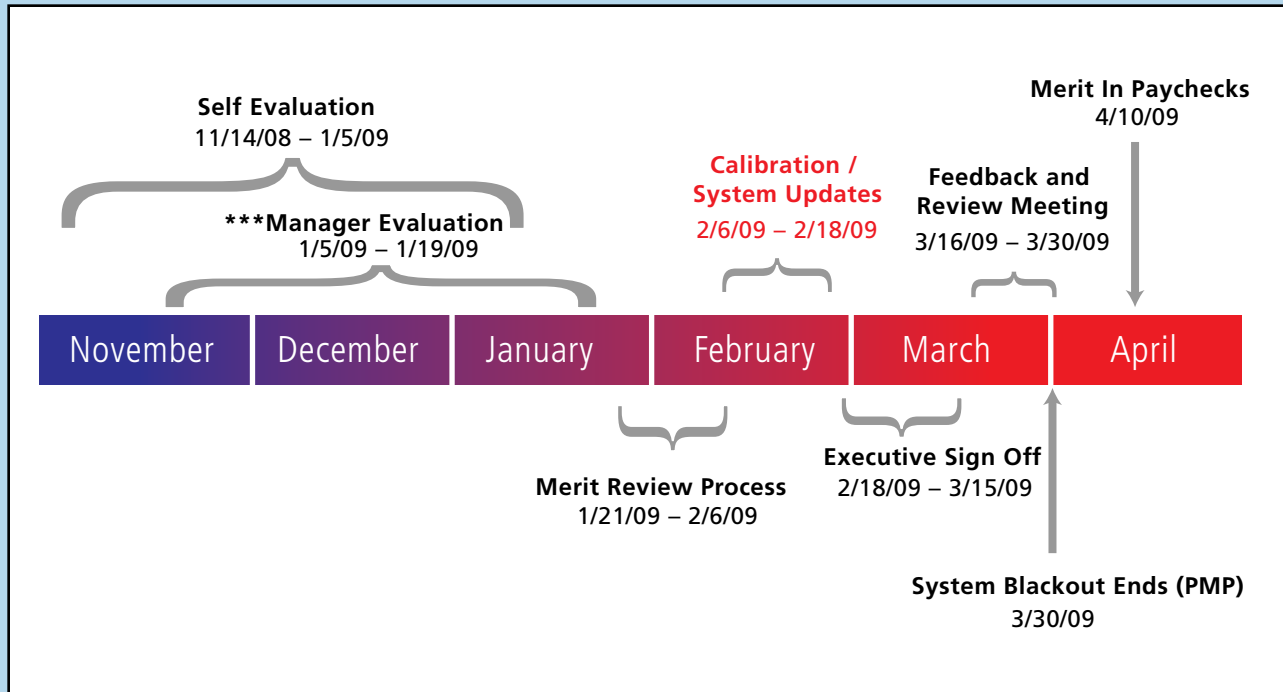 Self Evaluation
11/14/08 – 1/5/09
***Manager Evaluation
1/5/09 – 1/19/09
Calibration /
System Updates
2/6/09 – 2/18/09
Feedback and
Review Meeting
3/16/09 – 3/30/09
Merit In Paychecks
4/10/09
November
December
January
February
March
April
Merit Review Process
1/21/09 – 2/6/09
Executive Sign Off
2/18/09 – 3/15/09
System Blackout Ends (PMP)
3/30/09